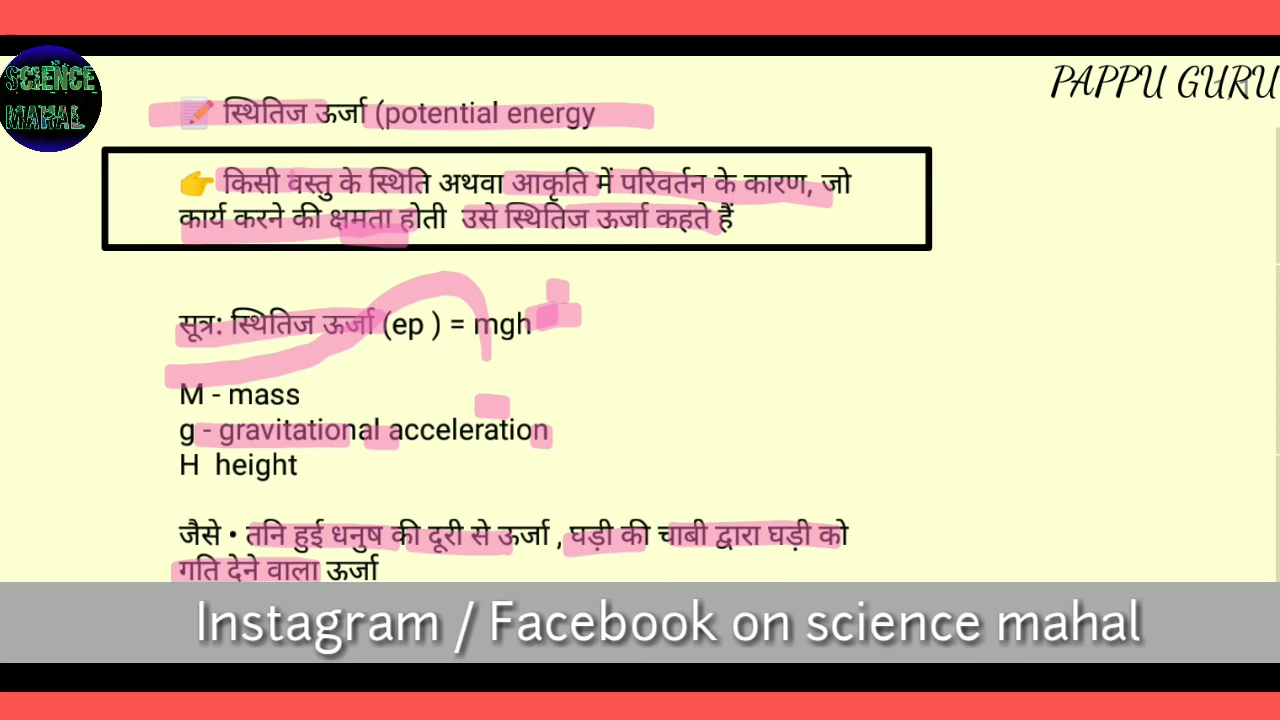 SCIENCE
MAHAL
PAPPU GURU
📝 स्थितिज ऊर्जा (potential energy
👉 किसी वस्तु के स्थिति अथवा आकृति में परिवर्तन के कारण, जो
कार्य करने की क्षमता होती उसे स्थितिज ऊर्जा कहते हैं
सूत्र: स्थितिज ऊर्जा (ep ) = mgh
M - mass
g - gravitational acceleration
H height
जैसे • तनि हुई धनुष की दूरी से ऊर्जा , घड़ी की चाबी द्वारा घड़ी को
गति देने वाला ऊर्जा
Instagram / Facebook on science mahal